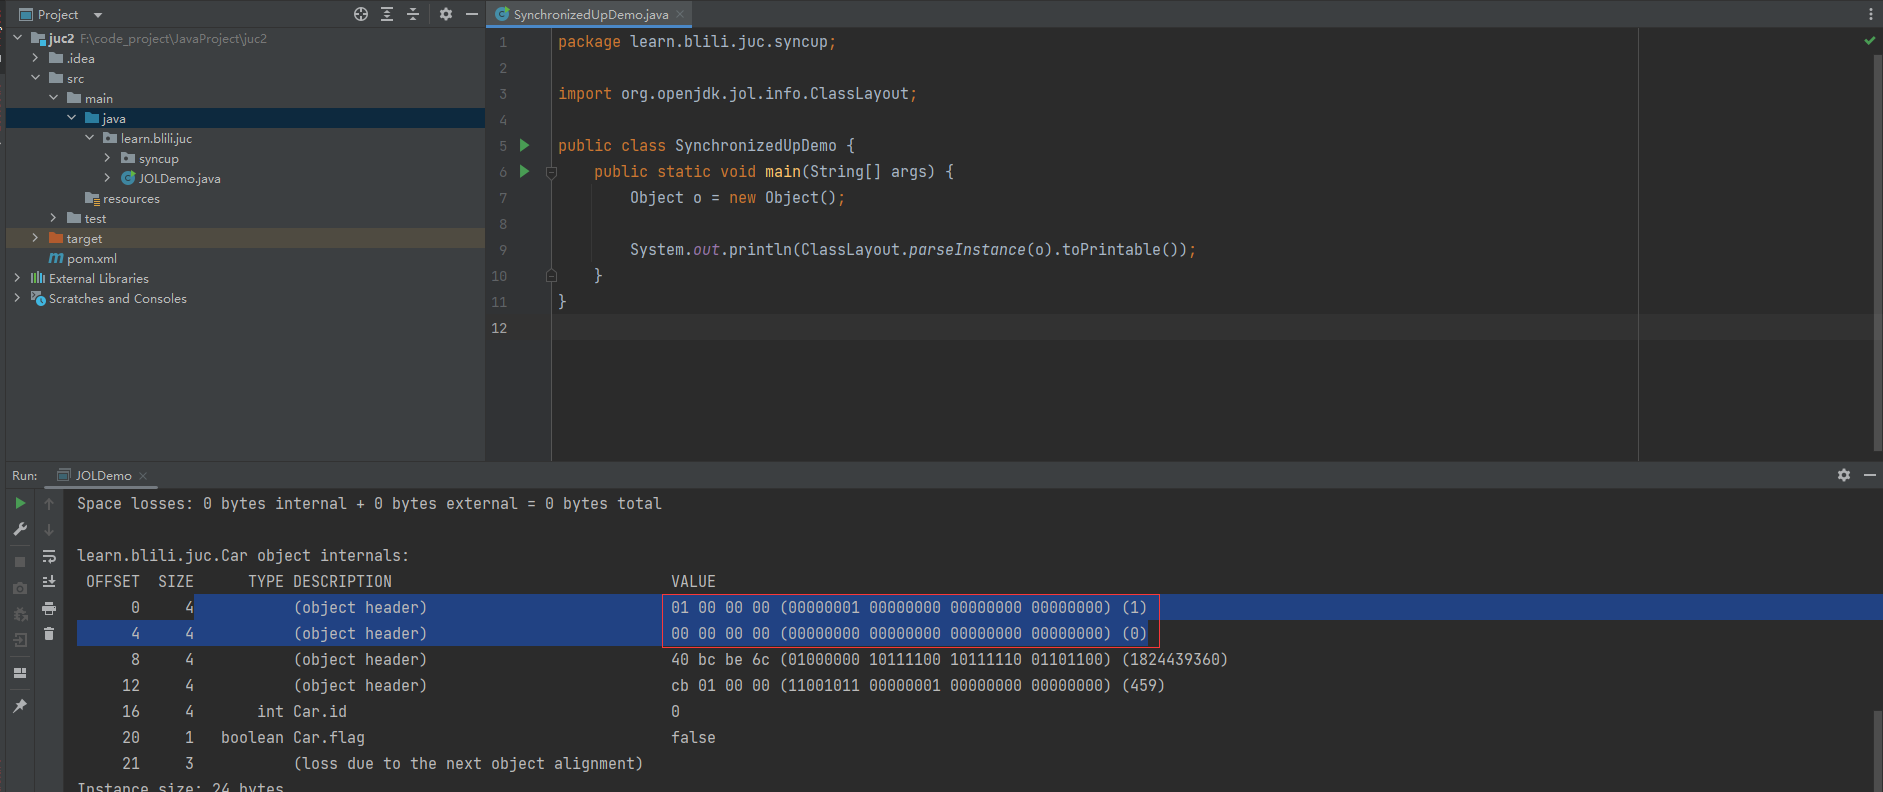 Project
juc2 F:\code_project\JavaProject\juc2
.idea
src
main
java
learn.blili.juc
syncup
JOLDemo.java
resources
test
target
pom.xml
External Libraries
Scratches and Consoles
SynchronizedUpDemo.java
1 package learn.blili.juc.syncup;
2
3 import org.openjdk.jol.info.ClassLayout;
4
5 public class SynchronizedUpDemo {
6 public static void main(String[] args) {
7 Object o = new Object();
8
9 System.out.println(ClassLayout.parseInstance(o).toPrintable());
10 }
11 }
12
Run: JOLDemo
Space losses: 0 bytes internal + 0 bytes external = 0 bytes total
learn.blili.juc.Car object internals:
OFFSET SIZE TYPE DESCRIPTION VALUE
0 4 (object header) 01 00 00 00 (00000001 00000000 00000000 00000000) (1)
4 4 (object header) 00 00 00 00 (00000000 00000000 00000000 00000000) (0)
8 4 (object header) 40 bc be 6c (01000000 10111100 10111110 01101100) (1824439360)
12 4 (object header) cb 01 00 00 (11001011 00000001 00000000 00000000) (459)
16 4 int Car.id 0
20 1 boolean Car.flag false
21 3 (loss due to the next object alignment)
Instance size: 24 bytes